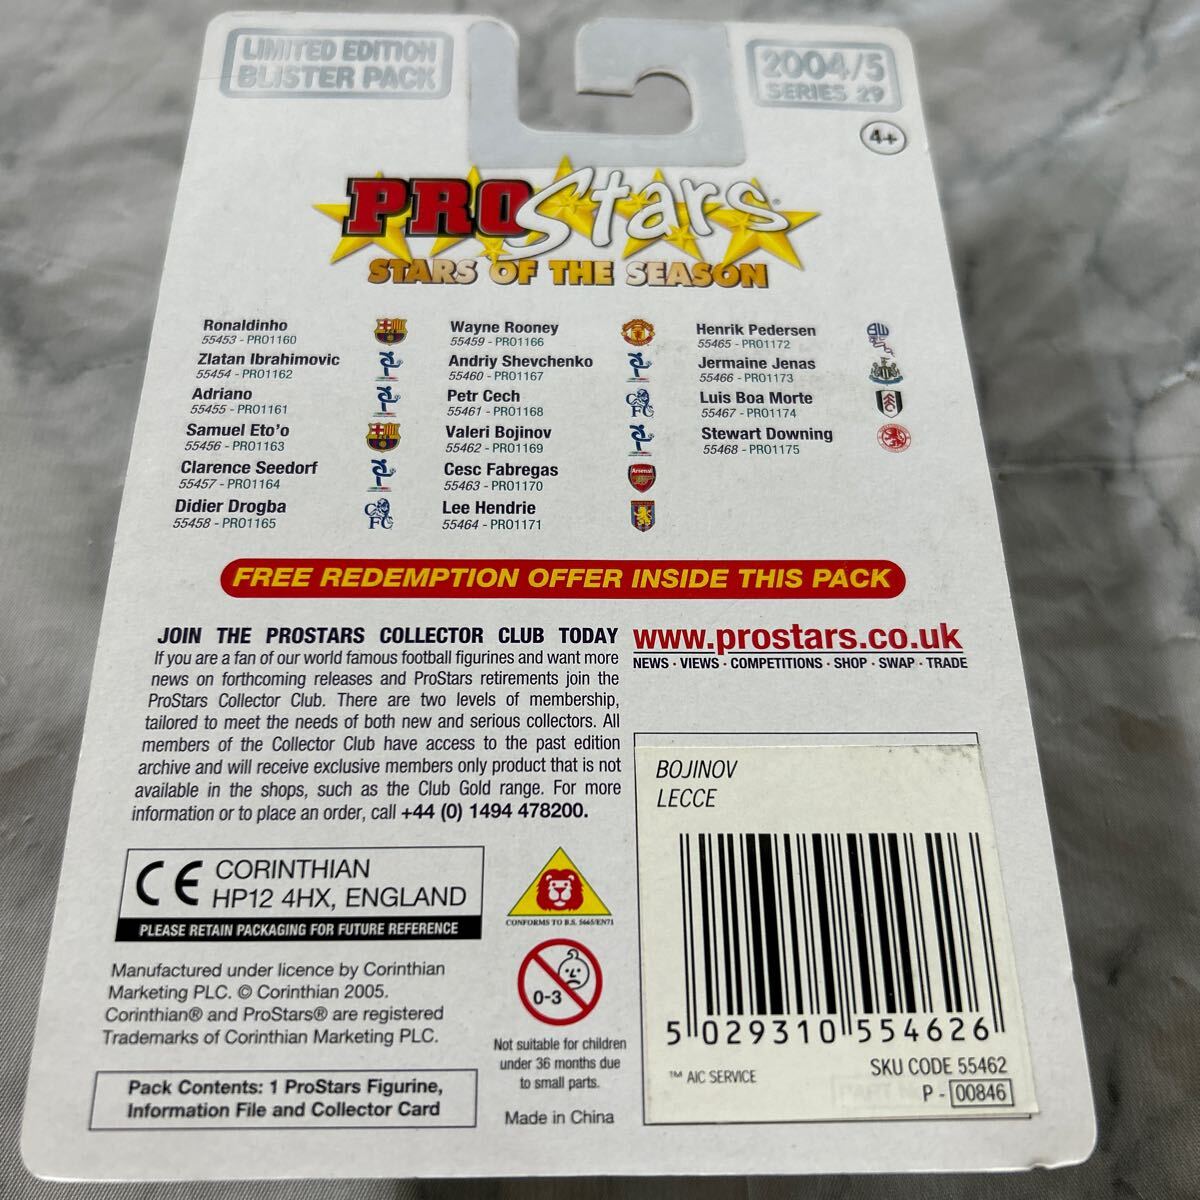 LIMITED EDITION
BLISTER PACK
2004/5
SERIES 29
4+
PROStars®
STARS OF THE SEASON
Ronaldinho
55453 - PRO1160
Zlatan Ibrahimovic
55454 - PRO1162
Adriano
55455 - PRO1161
Samuel Eto'o
55456 - PRO1163
Clarence Seedorf
55457 - PRO1164
Didier Drogba
55458 - PRO1165
Wayne Rooney
55459 - PRO1166
Andriy Shevchenko
55460 - PRO1167
Petr Cech
55461 - PRO1168
Valeri Bojinov
55462 - PRO1169
Cesc Fabregas
55463 - PRO1170
Arsenal
Lee Hendrie
55464 - PRO1171
Henrik Pedersen
55465 - PRO1172
Jermaine Jenas
55466 - PRO1173
Luis Boa Morte
55467 - PRO1174
Stewart Downing
55468 - PRO1175
FREE REDEMPTION OFFER INSIDE THIS PACK
JOIN THE PROSTARS COLLECTOR CLUB TODAY
If you are a fan of our world famous football figurines and want more
news on forthcoming releases and ProStars retirements join the
ProStars Collector Club. There are two levels of membership,
tailored to meet the needs of both new and serious collectors. All
members of the Collector Club have access to the past edition
archive and will receive exclusive members only product that is not
available in the shops, such as the Club Gold range. For more
information or to place an order, call +44 (0) 1494 478200.
www.prostars.co.uk
NEWS · VIEWS · COMPETITIONS · SHOP · SWAP · TRADE
CE CORINTHIAN
HP12 4HX, ENGLAND
PLEASE RETAIN PACKAGING FOR FUTURE REFERENCE
Manufactured under licence by Corinthian
Marketing PLC. © Corinthian 2005.
Corinthian® and ProStars® are registered
Trademarks of Corinthian Marketing PLC.
Pack Contents: 1 ProStars Figurine,
Information File and Collector Card
CONFORMS TO B.S. 5665/EN71
0-3
Not suitable for children
under 36 months due
to small parts.
Made in China
BOJINOV
LECCE
5 029310 554626
™ AIC SERVICE
SKU CODE 55462
P - 00846